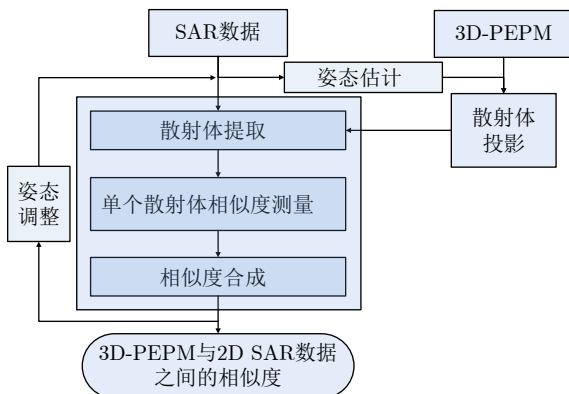 SAR数据
3D-PEPM
姿态估计
散射体提取
散射体
投影
姿态
调整
单个散射体相似度测量
相似度合成
3D-PEPM与2D SAR数据
之间的相似度